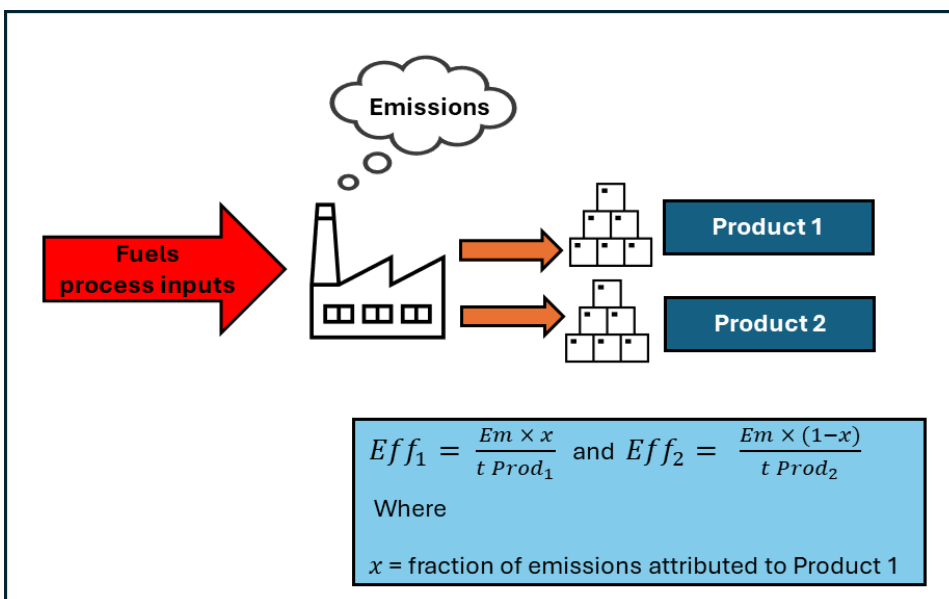 Emissions
Fuels
process inputs
Product 1
Product 2
Eff₁ = Em × x / t Prod₁ and Eff₂ = Em × (1−x) / t Prod₂
Where
x = fraction of emissions attributed to Product 1